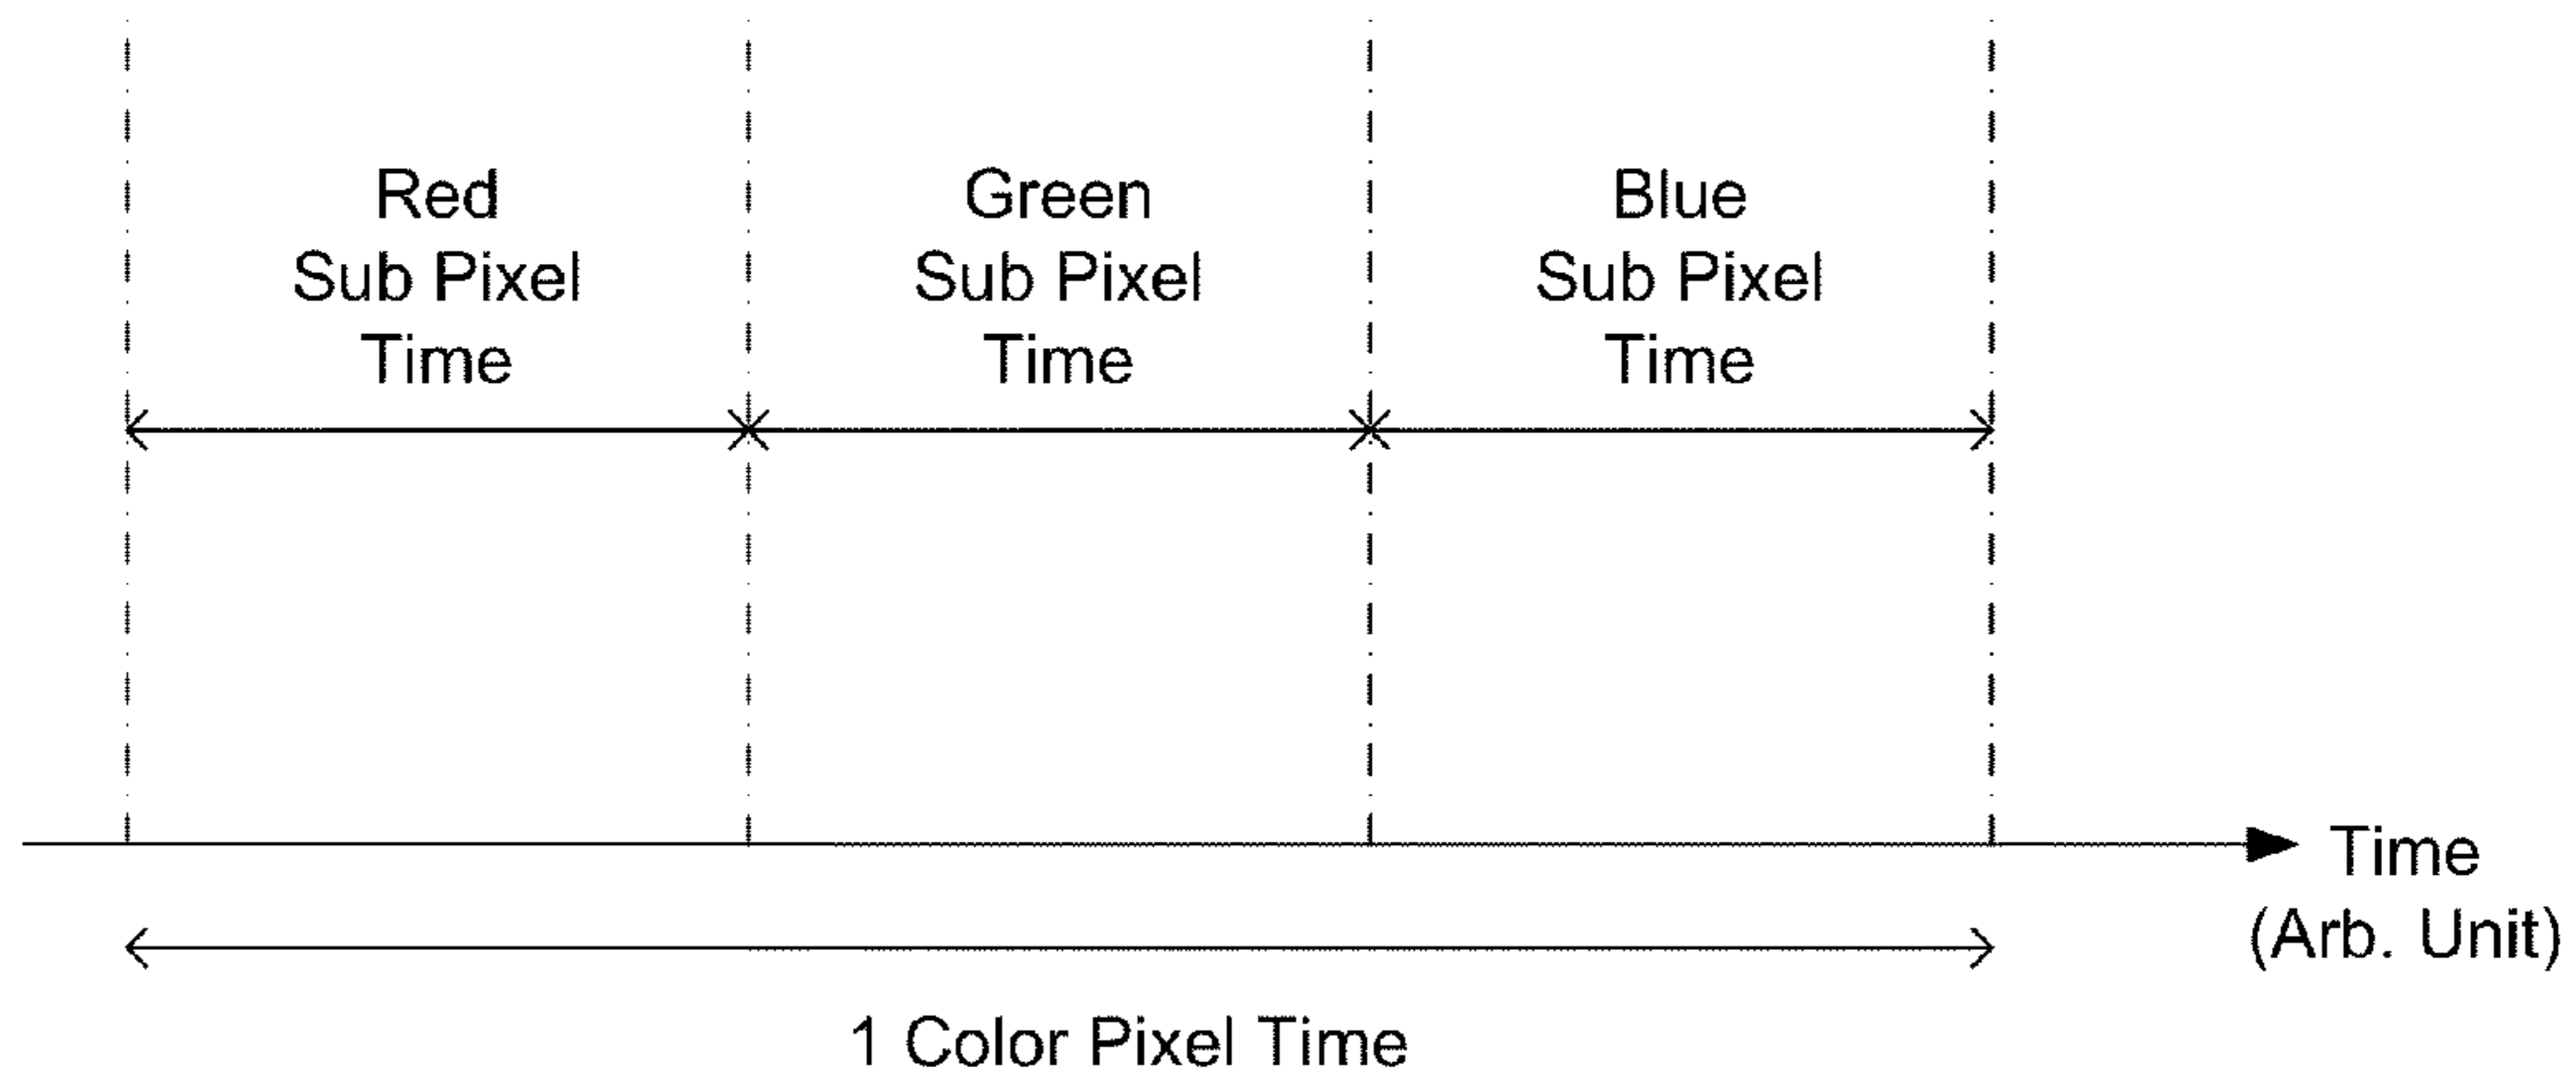 Red
Sub Pixel
Time
Green
Sub Pixel
Time
Blue
Sub Pixel
Time
Time
(Arb. Unit)
1 Color Pixel Time